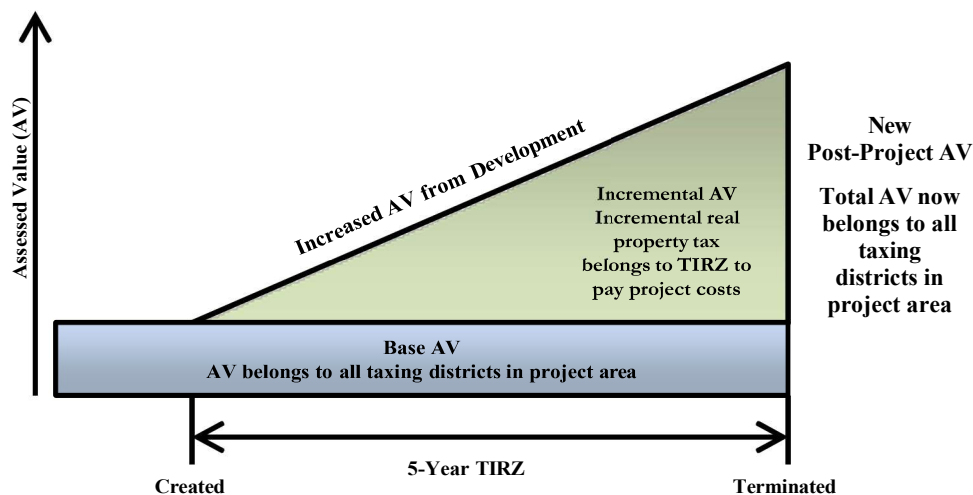 Assessed Value (AV)
Increased AV from Development
Incremental AV
Incremental real
property tax
belongs to TIRZ to
pay project costs
New
Post-Project AV
Total AV now
belongs to all
taxing
districts in
project area
Base AV
AV belongs to all taxing districts in project area
5-Year TIRZ
Created
Terminated